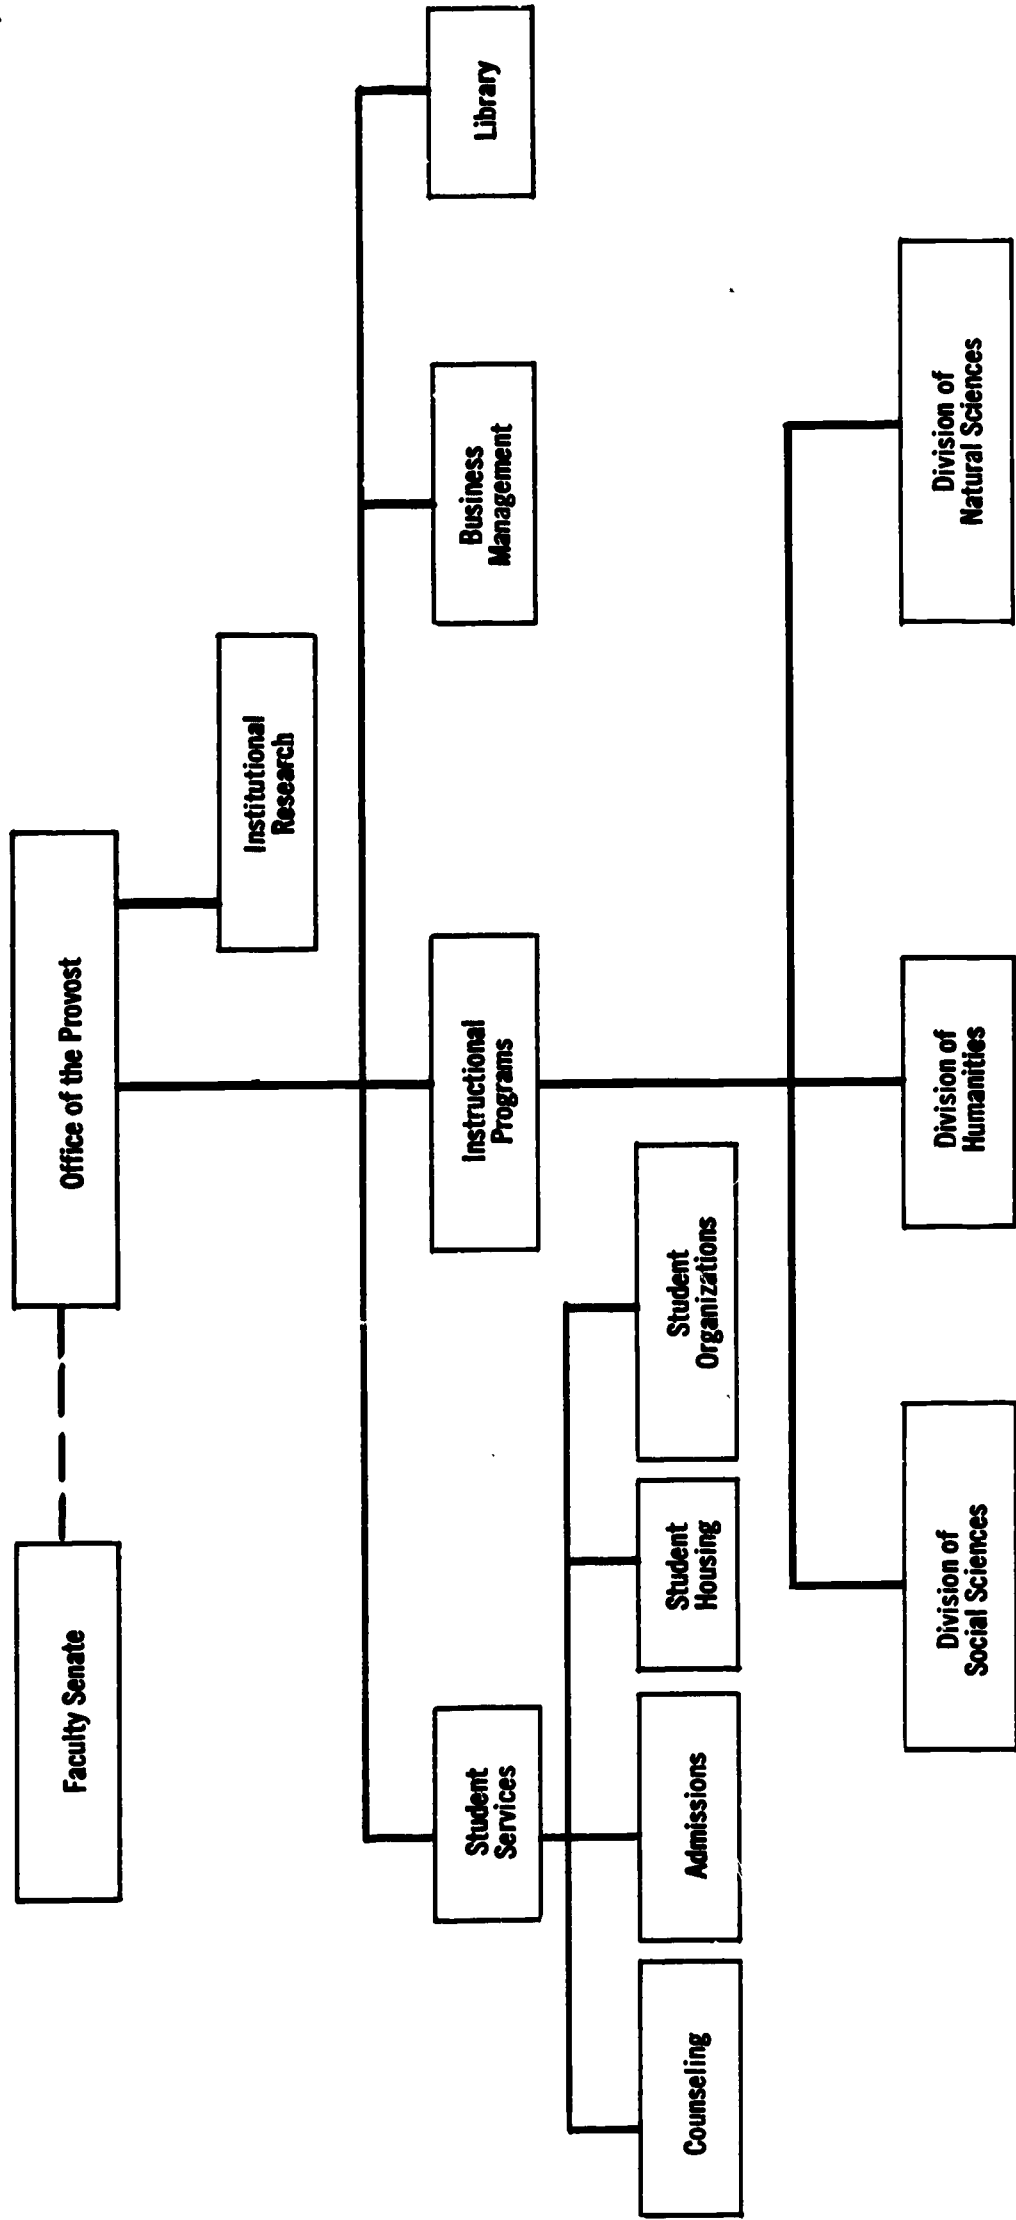 Faculty Senate
Office of the Provost
Institutional
Research
Student
Services
Instructional
Programs
Business
Management
Library
Counseling
Admissions
Student
Housing
Student
Organizations
Division of
Social Sciences
Division of
Humanities
Division of
Natural Sciences